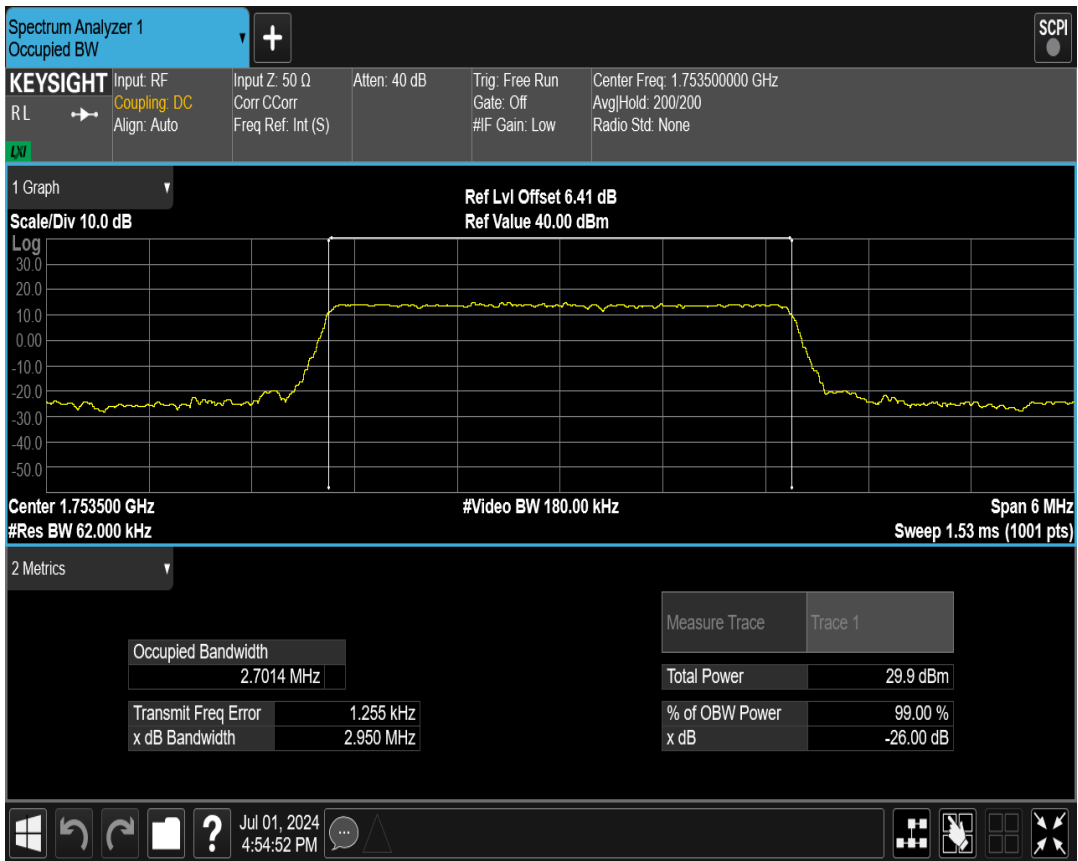 Spectrum Analyzer 1
Occupied BW
+
SCPI
KEYSIGHT
RL
LXI
Input: RF
Coupling: DC
Align: Auto
Input Z: 50 Ω
Corr CCorr
Freq Ref: Int (S)
Atten: 40 dB
Trig: Free Run
Gate: Off
#IF Gain: Low
Center Freq: 1.753500000 GHz
Avg|Hold: 200/200
Radio Std: None
1 Graph
Scale/Div 10.0 dB
Ref Lvl Offset 6.41 dB
Ref Value 40.00 dBm
Log
30.0
20.0
10.0
0.00
-10.0
-20.0
-30.0
-40.0
-50.0
Center 1.753500 GHz
#Res BW 62.000 kHz
#Video BW 180.00 kHz
Span 6 MHz
Sweep 1.53 ms (1001 pts)
2 Metrics
Measure Trace Trace 1
Occupied Bandwidth
2.7014 MHz
Total Power 29.9 dBm
Transmit Freq Error 1.255 kHz
x dB Bandwidth 2.950 MHz
% of OBW Power 99.00 %
x dB -26.00 dB
?
Jul 01, 2024
4:54:52 PM